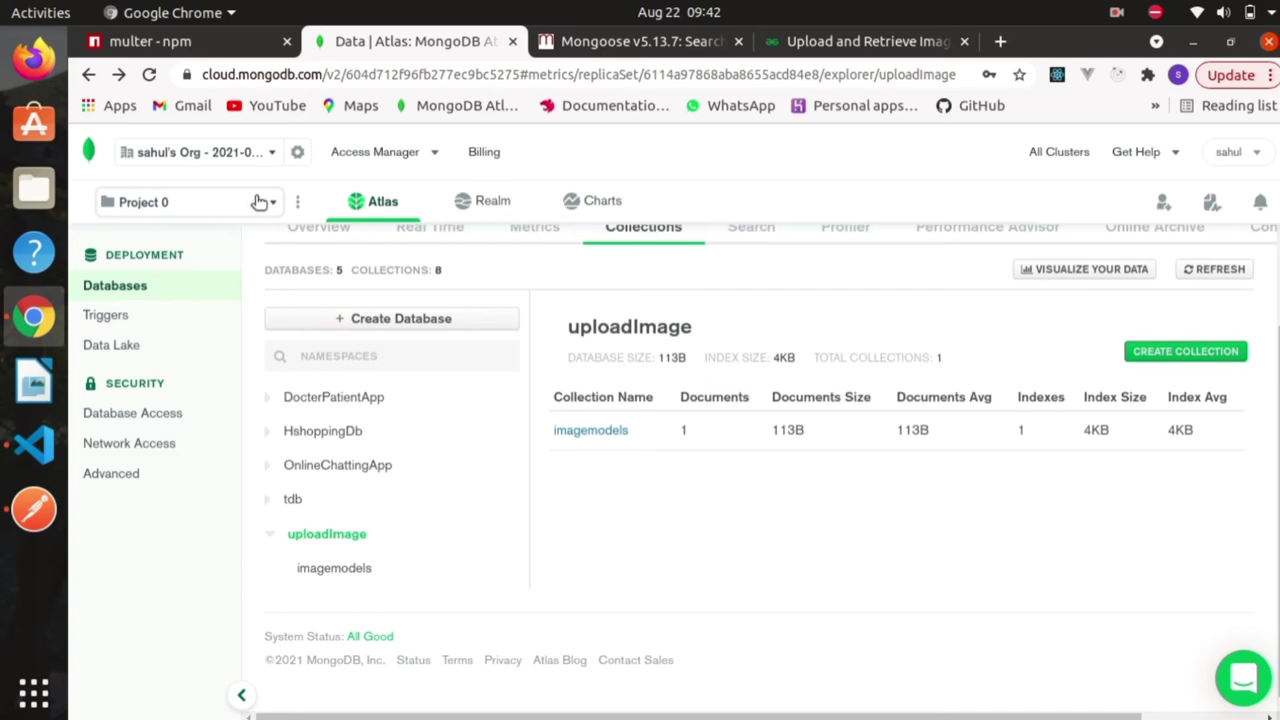 Activities Google Chrome Aug 22 09:42
multer - npm Data | Atlas: MongoDB At Mongoose v5.13.7: Search Upload and Retrieve Imag
cloud.mongodb.com/v2/604d712f96fb277ec9bc5275#metrics/replicaSet/6114a97868aba8655acd84e8/explorer/uploadImage S Update
Apps Gmail YouTube Maps MongoDB Atl... Documentatio... WhatsApp Personal apps... GitHub » Reading list
sahul's Org - 2021-0... Access Manager Billing All Clusters Get Help sahul
Project 0 Atlas Realm Charts
Overview Real Time Metrics Collections Search Profiler Performance Advisor Online Archive
DEPLOYMENT
Databases
Triggers
Data Lake
SECURITY
Database Access
Network Access
Advanced
DATABASES: 5 COLLECTIONS: 8 VISUALIZE YOUR DATA REFRESH
+ Create Database
NAMESPACES
DocterPatientApp
HshoppingDb
OnlineChattingApp
tdb
uploadImage
imagemodels
uploadImage
DATABASE SIZE: 113B INDEX SIZE: 4KB TOTAL COLLECTIONS: 1 CREATE COLLECTION
Collection Name Documents Documents Size Documents Avg Indexes Index Size Index Avg
imagemodels 1 113B 113B 1 4KB 4KB
System Status: All Good
©2021 MongoDB, Inc. Status Terms Privacy Atlas Blog Contact Sales